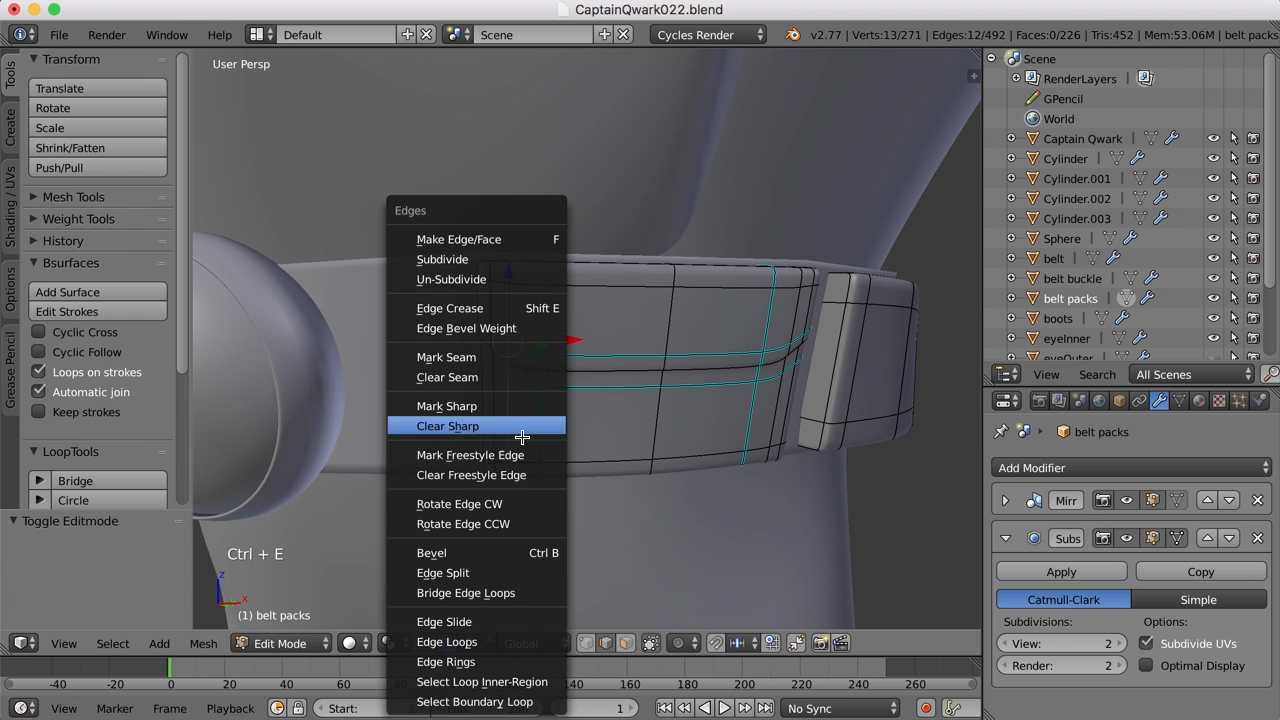 CaptainQwark022.blend
File Render Window Help Default Scene Cycles Render v2.77 | Verts:13/271 | Edges:12/492 | Faces:0/226 | Tris:452 | Mem:53.06M | belt packs
Tools
Create
Shading / UVs
Options
Grease Pencil
Transform
Translate
Rotate
Scale
Shrink/Fatten
Push/Pull
Mesh Tools
Weight Tools
History
Bsurfaces
Add Surface
Edit Strokes
Cyclic Cross
Cyclic Follow
Loops on strokes
Automatic join
Keep strokes
LoopTools
Bridge
Circle
Toggle Editmode
User Persp
Edges
Make Edge/Face F
Subdivide
Un-Subdivide
Edge Crease Shift E
Edge Bevel Weight
Mark Seam
Clear Seam
Mark Sharp
Clear Sharp
Mark Freestyle Edge
Clear Freestyle Edge
Rotate Edge CW
Rotate Edge CCW
Bevel Ctrl B
Edge Split
Bridge Edge Loops
Edge Slide
Edge Loops
Edge Rings
Select Loop Inner-Region
Select Boundary Loop
Ctrl + E
z
x
(1) belt packs
View Select Add Mesh Edit Mode Global
-40 -20 0 20 40 60 140 160 180 200 220 240 260
View Marker Frame Playback Start: 1 No Sync
Scene
RenderLayers
GPencil
World
Captain Qwark
Cylinder
Cylinder.001
Cylinder.002
Cylinder.003
Sphere
belt
belt buckle
belt packs
boots
eyeInner
eyeOuter
View Search All Scenes
belt packs
Add Modifier
Mirr
Subs
Apply Copy
Catmull-Clark Simple
Subdivisions: Options:
View: 2 Subdivide UVs
Render: 2 Optimal Display